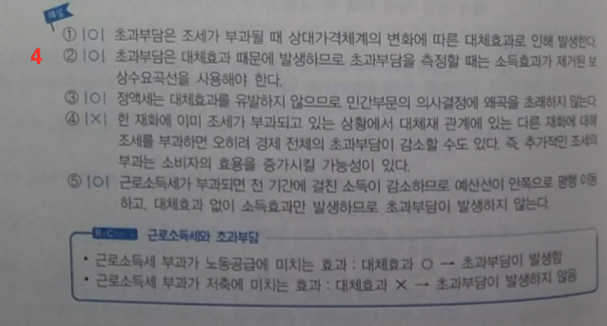 해설
① |O| 초과부담은 조세가 부과될 때 상대가격체계의 변화에 따른 대체효과로 인해 발생한다.
4
② |O| 초과부담은 대체효과 때문에 발생하므로 초과부담을 측정할 때는 소득효과가 제거된 보
상수요곡선을 사용해야 한다.
③ |O| 정액세는 대체효과를 유발하지 않으므로 민간부문의 의사결정에 왜곡을 초래하지 않는다.
④ |X| 한 재화에 이미 조세가 부과되고 있는 상황에서 대체재 관계에 있는 다른 재화에 대해
조세를 부과하면 오히려 경제 전체의 초과부담이 감소할 수도 있다. 즉, 추가적인 조세의
부과는 소비자의 효용을 증가시킬 가능성이 있다.
⑤ |O| 근로소득세가 부과되면 전 기간에 걸친 소득이 감소하므로 예산선이 안쪽으로 평행 이동
하고, 대체효과 없이 소득효과만 발생하므로 초과부담이 발생하지 않는다.
R-Check 근로소득세와 초과부담
• 근로소득세 부과가 노동공급에 미치는 효과 : 대체효과 ○ → 초과부담이 발생함
• 근로소득세 부과가 저축에 미치는 효과 : 대체효과 × → 초과부담이 발생하지 않음